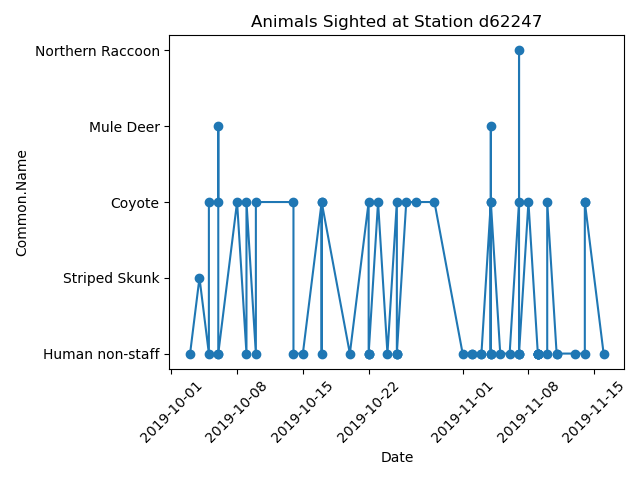 Animals Sighted at Station d62247
Northern Raccoon
Mule Deer
Coyote
Striped Skunk
Human non-staff
Common.Name
2019-10-01
2019-10-08
2019-10-15
2019-10-22
2019-11-01
2019-11-08
2019-11-15
Date